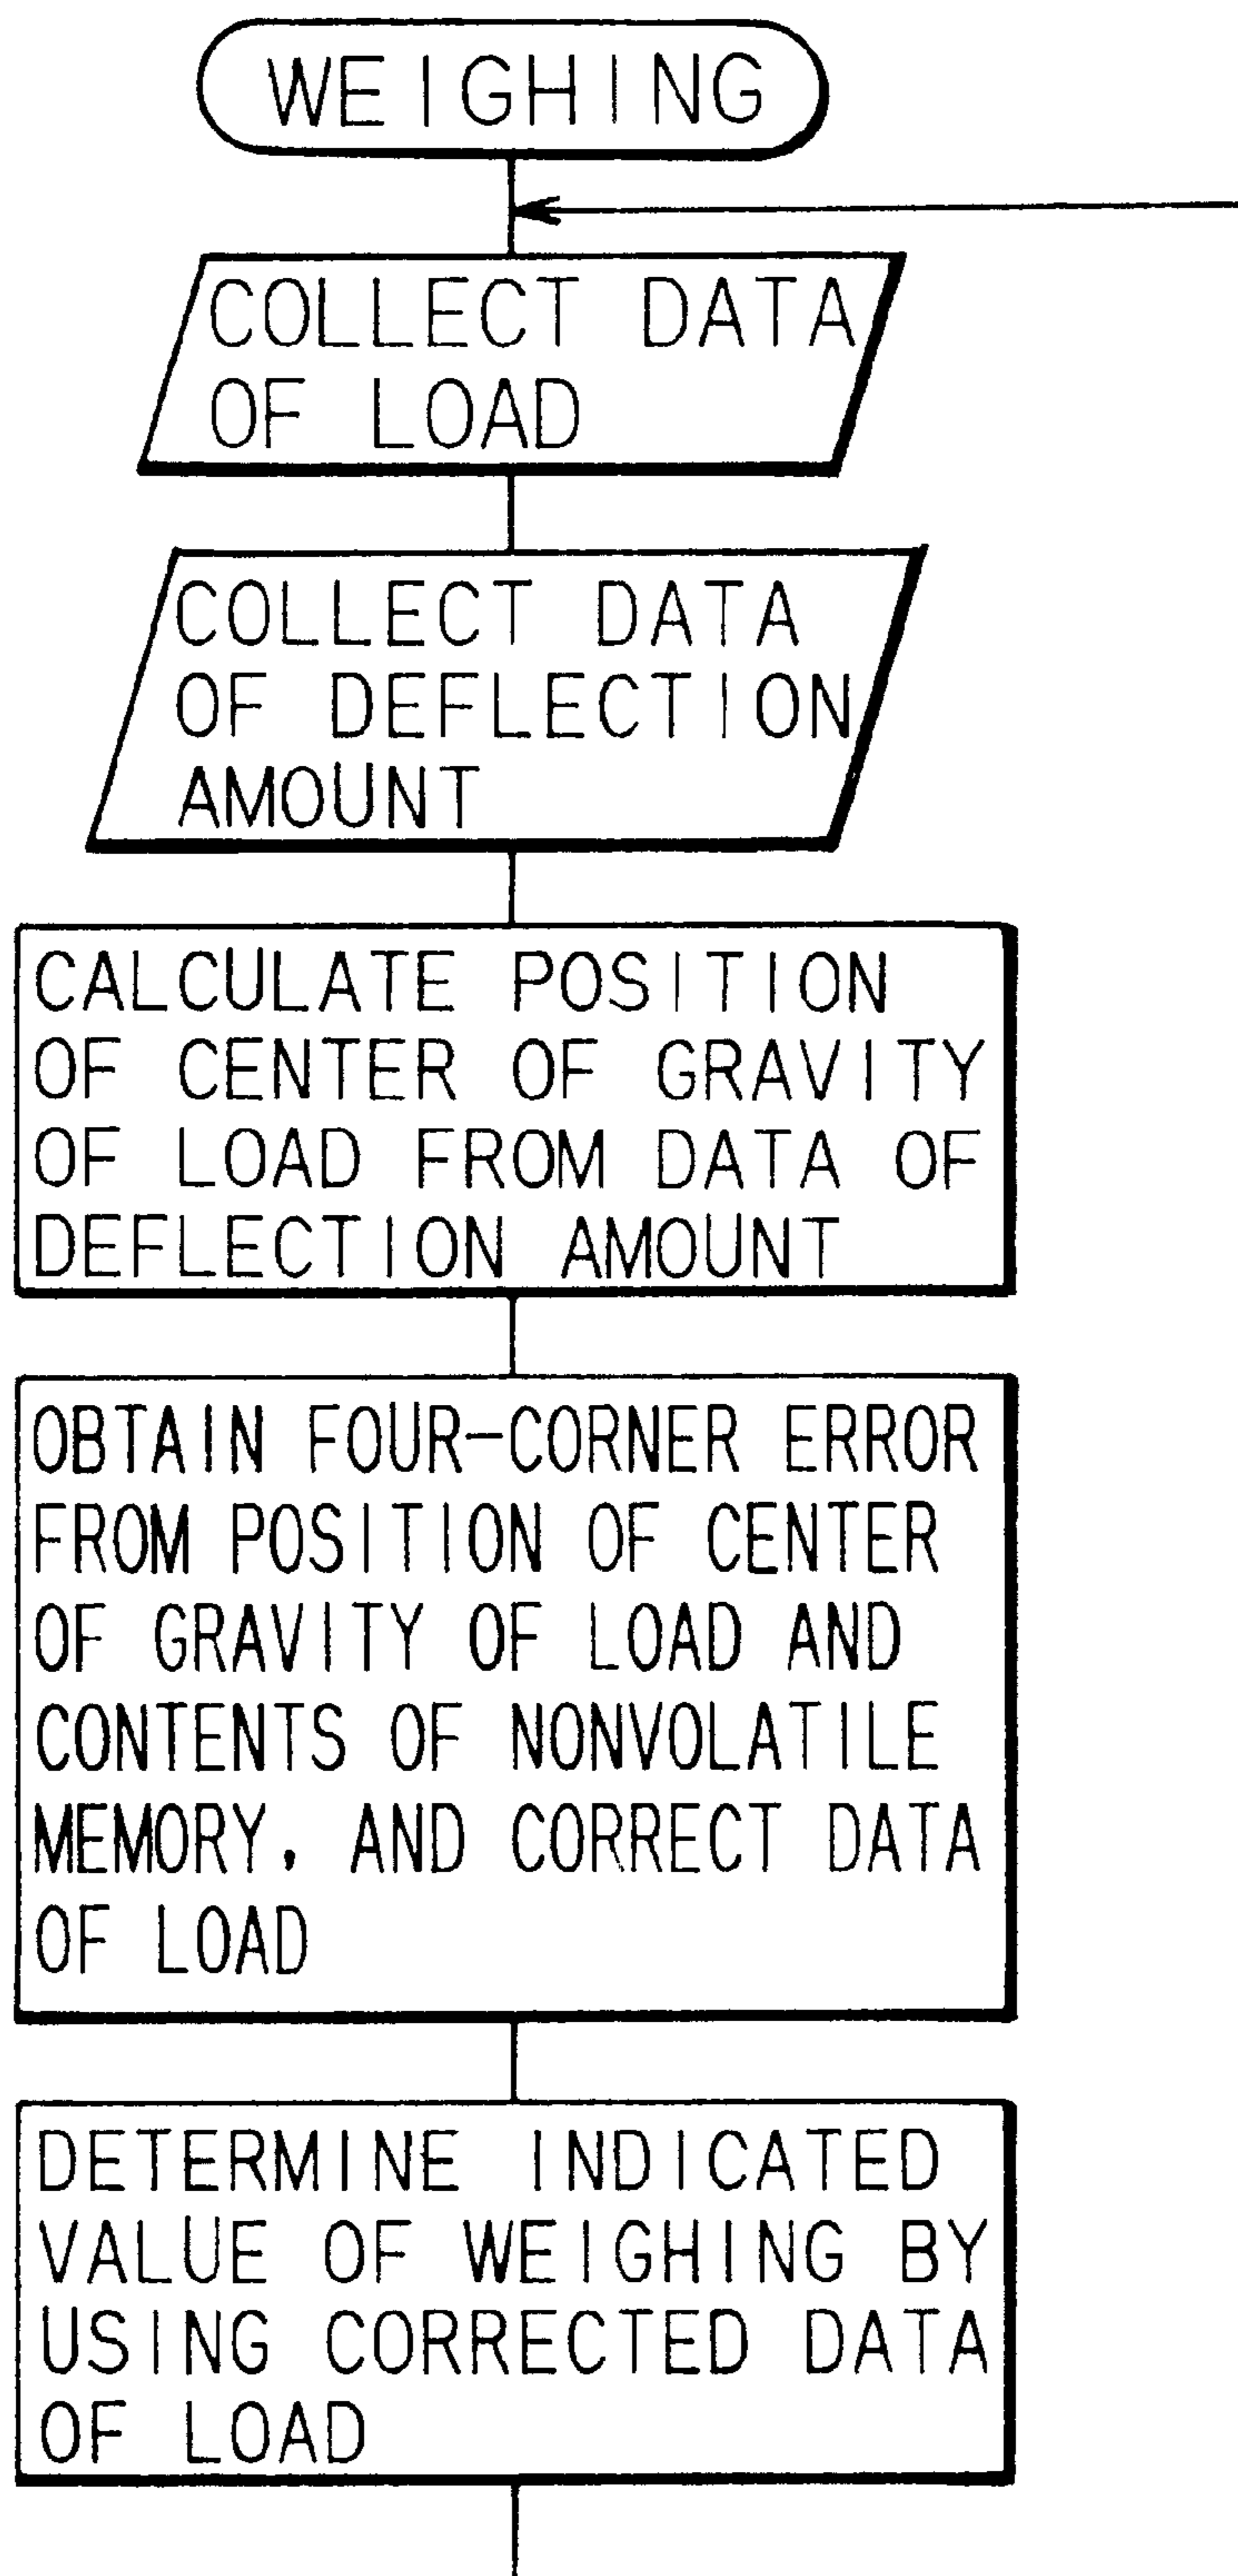 WEIGHING
COLLECT DATA
OF LOAD
COLLECT DATA
OF DEFLECTION
AMOUNT
CALCULATE POSITION
OF CENTER OF GRAVITY
OF LOAD FROM DATA OF
DEFLECTION AMOUNT
OBTAIN FOUR-CORNER ERROR
FROM POSITION OF CENTER
OF GRAVITY OF LOAD AND
CONTENTS OF NONVOLATILE
MEMORY, AND CORRECT DATA
OF LOAD
DETERMINE INDICATED
VALUE OF WEIGHING BY
USING CORRECTED DATA
OF LOAD